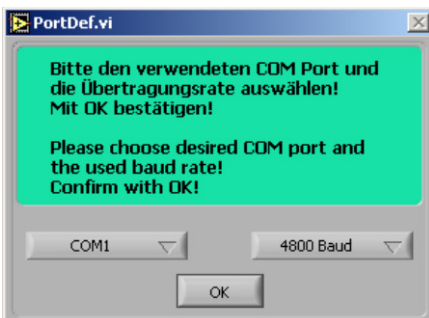 PortDef.vi
Bitte den verwendeten COM Port und
die Übertragungsrate auswählen!
Mit OK bestätigen!
Please choose desired COM port and
the used baud rate!
Confirm with OK!
COM1 4800 Baud
OK